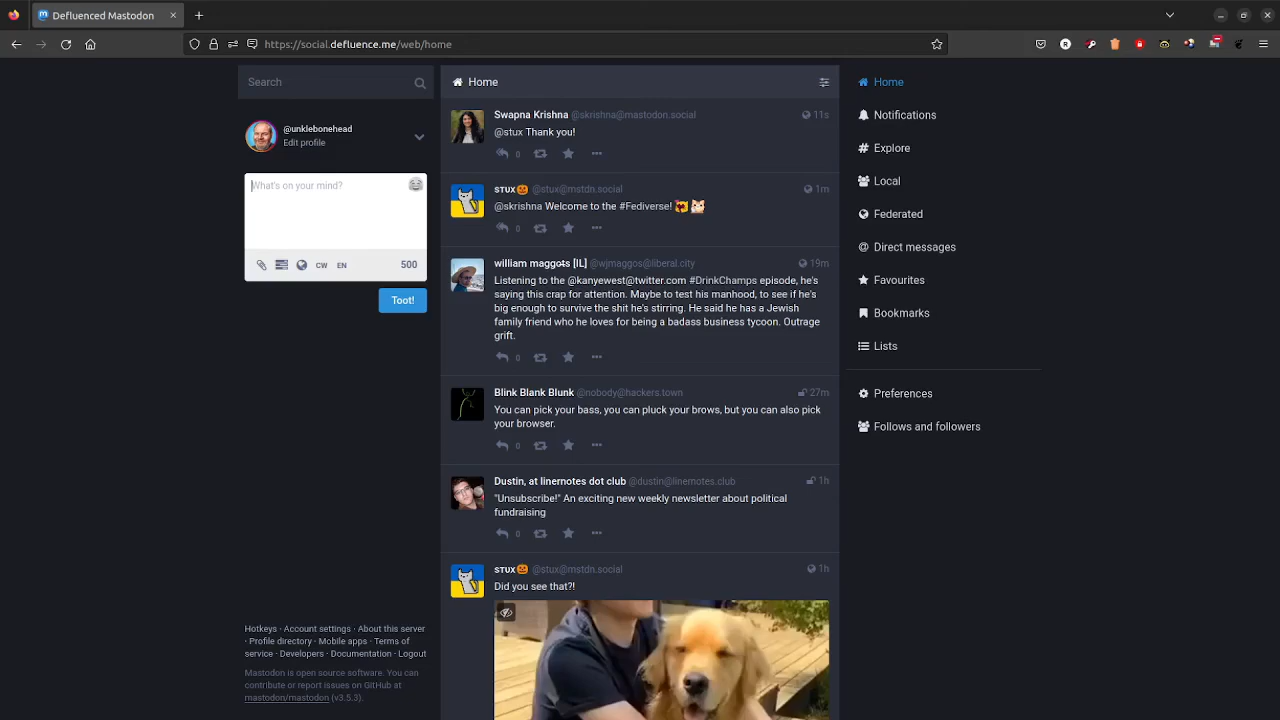 Defluenced Mastodon
https://social.defluence.me/web/home
Search
@unklebonehead
Edit profile
What's on your mind?
CW EN 500
Toot!
Hotkeys · Account settings · About this server
· Profile directory · Mobile apps · Terms of
service · Developers · Documentation · Logout
Mastodon is open source software. You can
contribute or report issues on GitHub at
mastodon/mastodon (v3.5.3).
Home
Swapna Krishna @skrishna@mastodon.social 11s
@stux Thank you!
0
sᴛux🎃 @stux@mstdn.social 1m
@skrishna Welcome to the #Fediverse!
0
william maggos [IL] @wjmaggos@liberal.city 19m
Listening to the @kanyewest@twitter.com #DrinkChamps episode, he's
saying this crap for attention. Maybe to test his manhood, to see if he's
big enough to survive the shit he's stirring. He said he has a Jewish
family friend who he loves for being a badass business tycoon. Outrage
grift.
0
Blink Blank Blunk @nobody@hackers.town 27m
You can pick your bass, you can pluck your brows, but you can also pick
your browser.
0
Dustin, at linernotes dot club @dustin@linernotes.club 1h
"Unsubscribe!" An exciting new weekly newsletter about political
fundraising
0
sᴛux🎃 @stux@mstdn.social 1h
Did you see that?!
Home
Notifications
Explore
Local
Federated
Direct messages
Favourites
Bookmarks
Lists
Preferences
Follows and followers